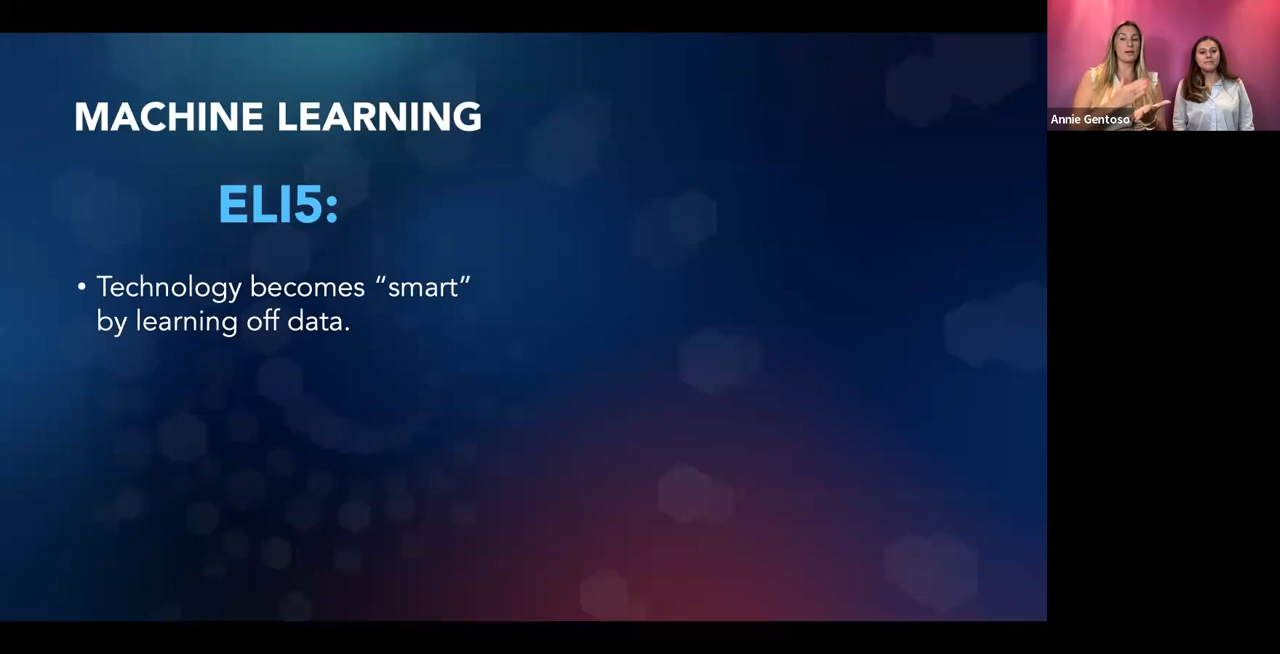 MACHINE LEARNING
ELI5:
• Technology becomes “smart”
by learning off data.
Annie Gentoso